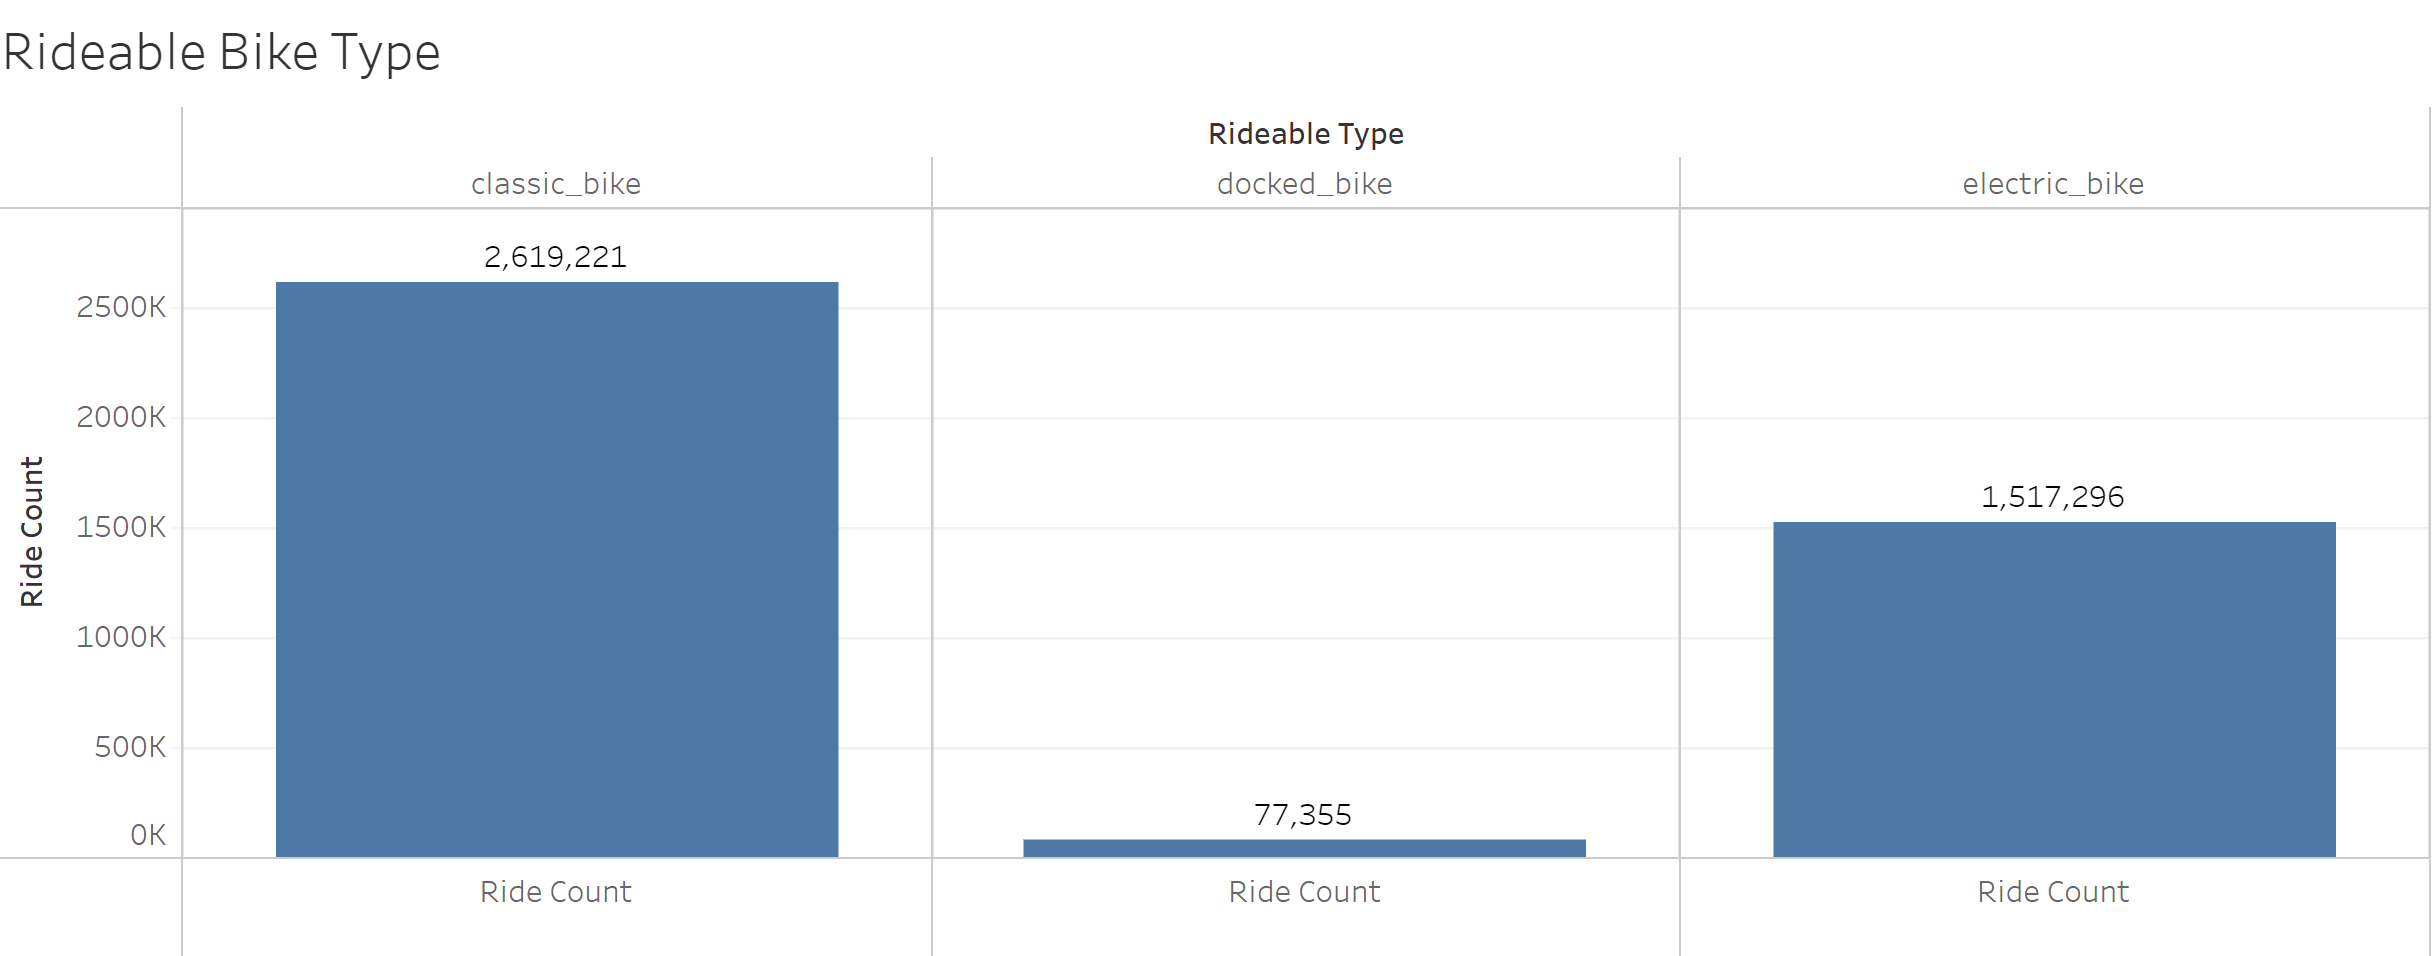 Rideable Bike Type
Rideable Type
classic_bike docked_bike electric_bike
2,619,221
2500K
2000K
1,517,296
1500K
Ride Count
1000K
500K
77,355
0K
Ride Count Ride Count Ride Count